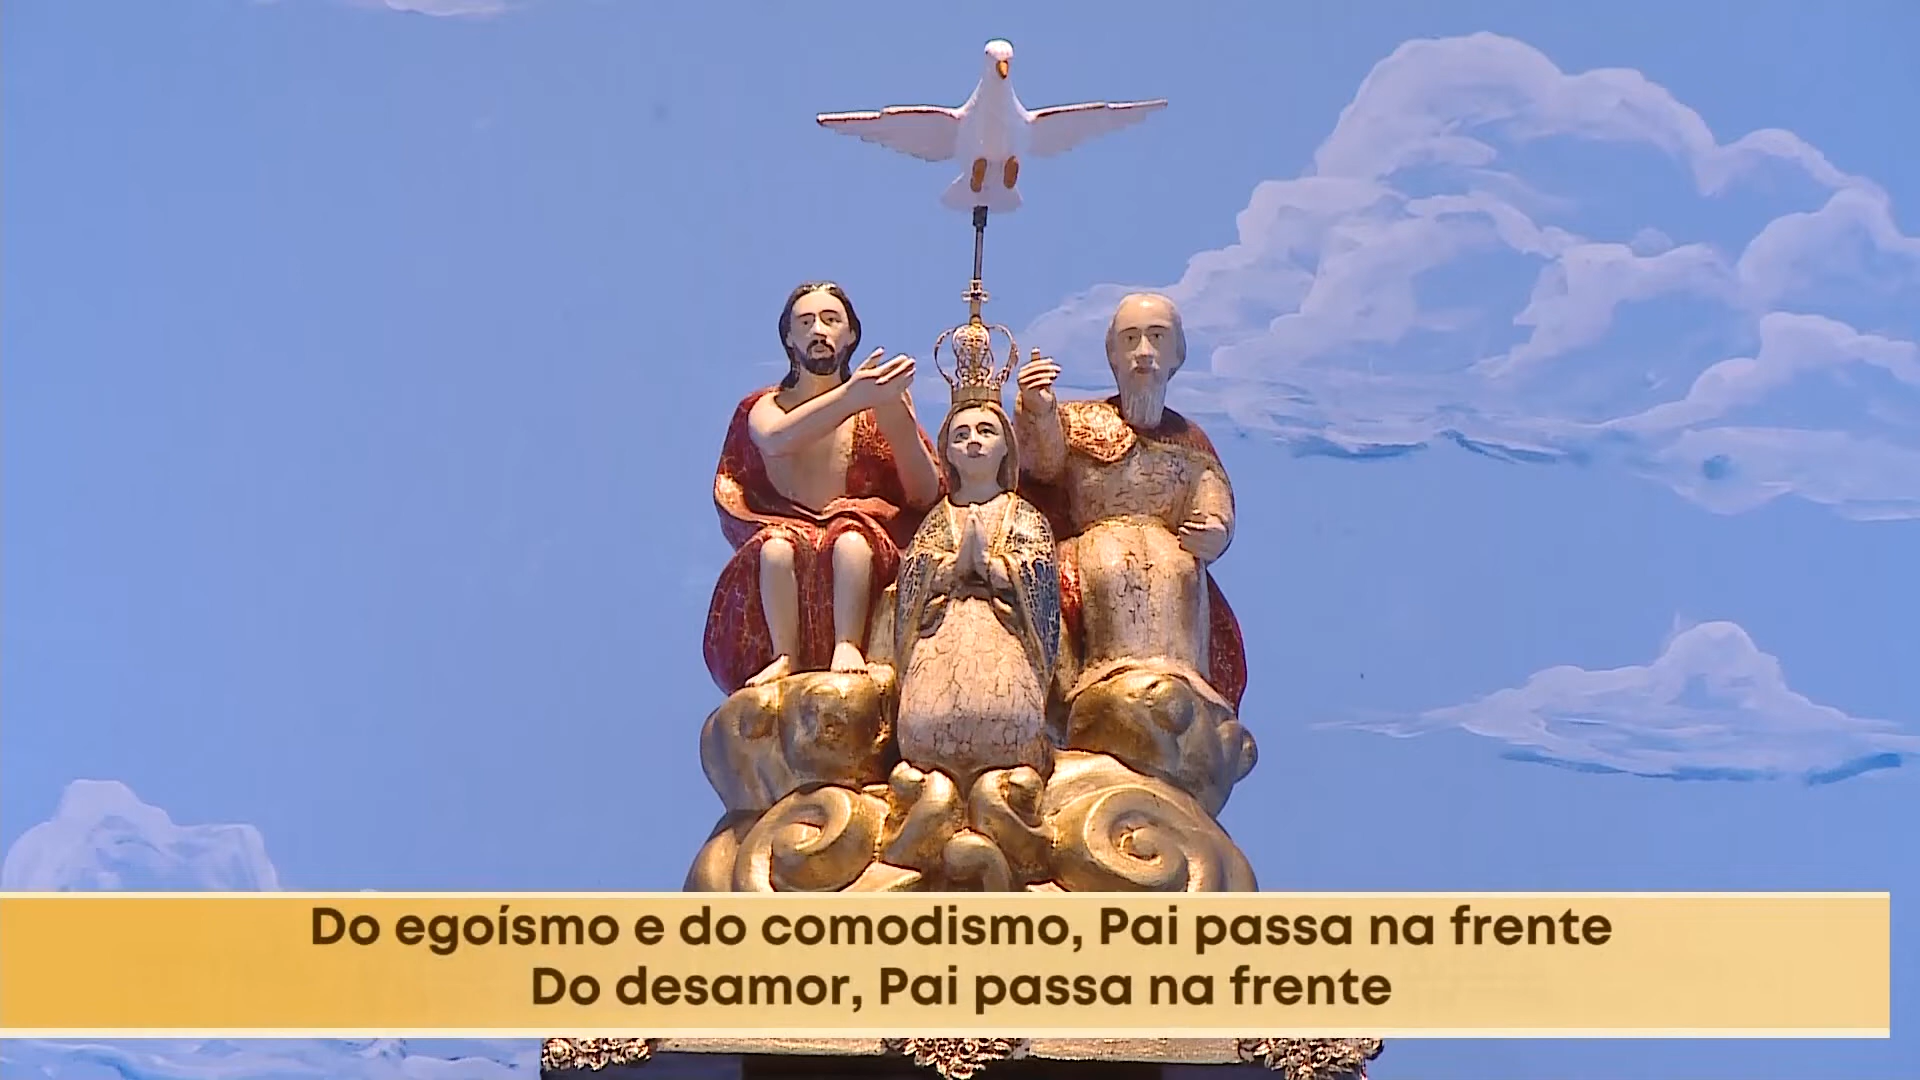 Do egoísmo e do comodismo, Pai passa na frente
Do desamor, Pai passa na frente